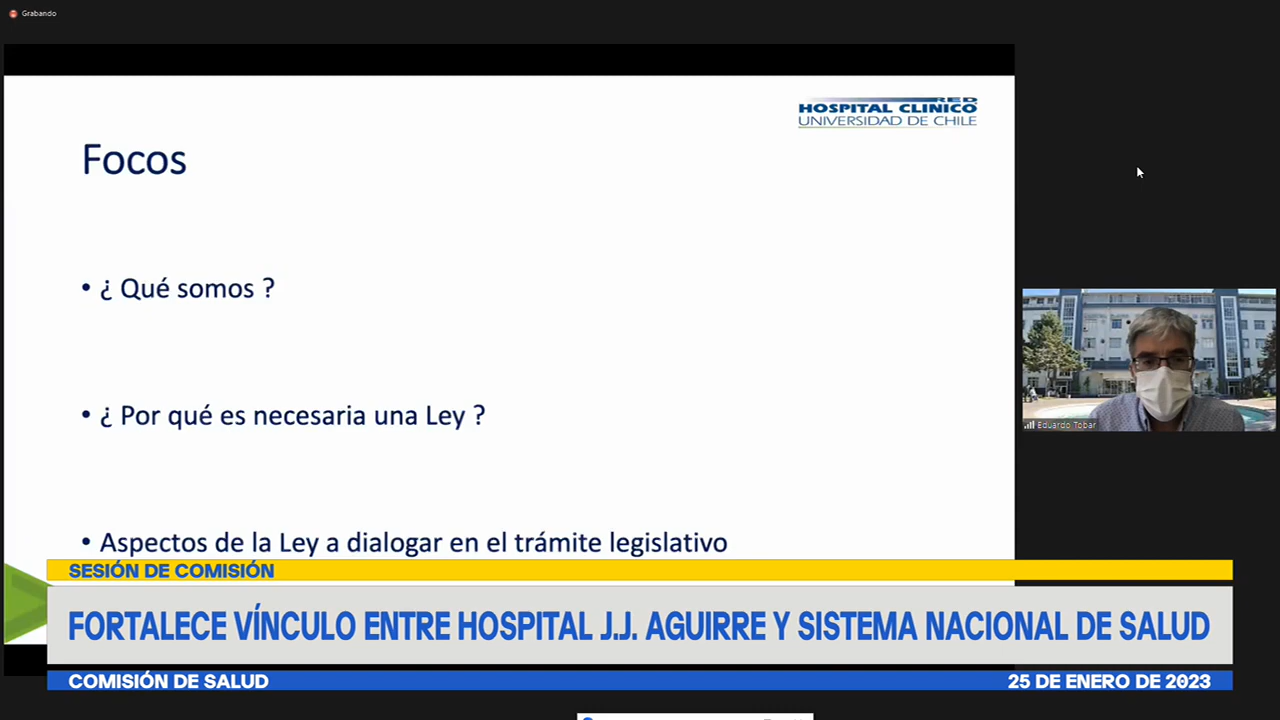 Grabando
RED
HOSPITAL CLINICO
UNIVERSIDAD DE CHILE
Focos
• ¿ Qué somos ?
• ¿ Por qué es necesaria una Ley ?
• Aspectos de la Ley a dialogar en el trámite legislativo
Eduardo Tobar
SESIÓN DE COMISIÓN
FORTALECE VÍNCULO ENTRE HOSPITAL J.J. AGUIRRE Y SISTEMA NACIONAL DE SALUD
COMISIÓN DE SALUD
25 DE ENERO DE 2023